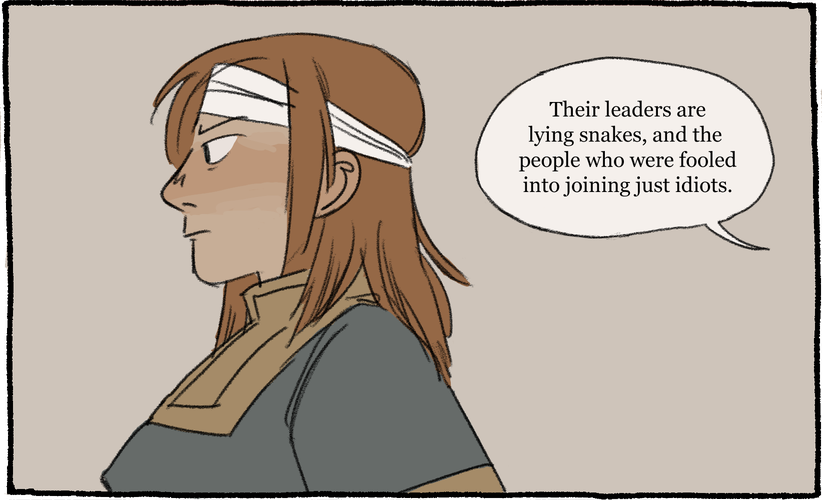 Their leaders are
lying snakes, and the
people who were fooled
into joining just idiots.